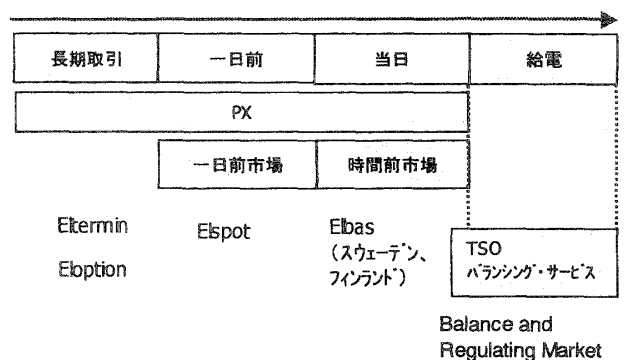 長期取引 一日前 当日 給電
PX
一日前市場 時間前市場
Eltermin Elspot Elbas
(スウェーデン、
フィンランド)
Eloption
TSO
バランシング・サービス
Balance and
Regulating Market